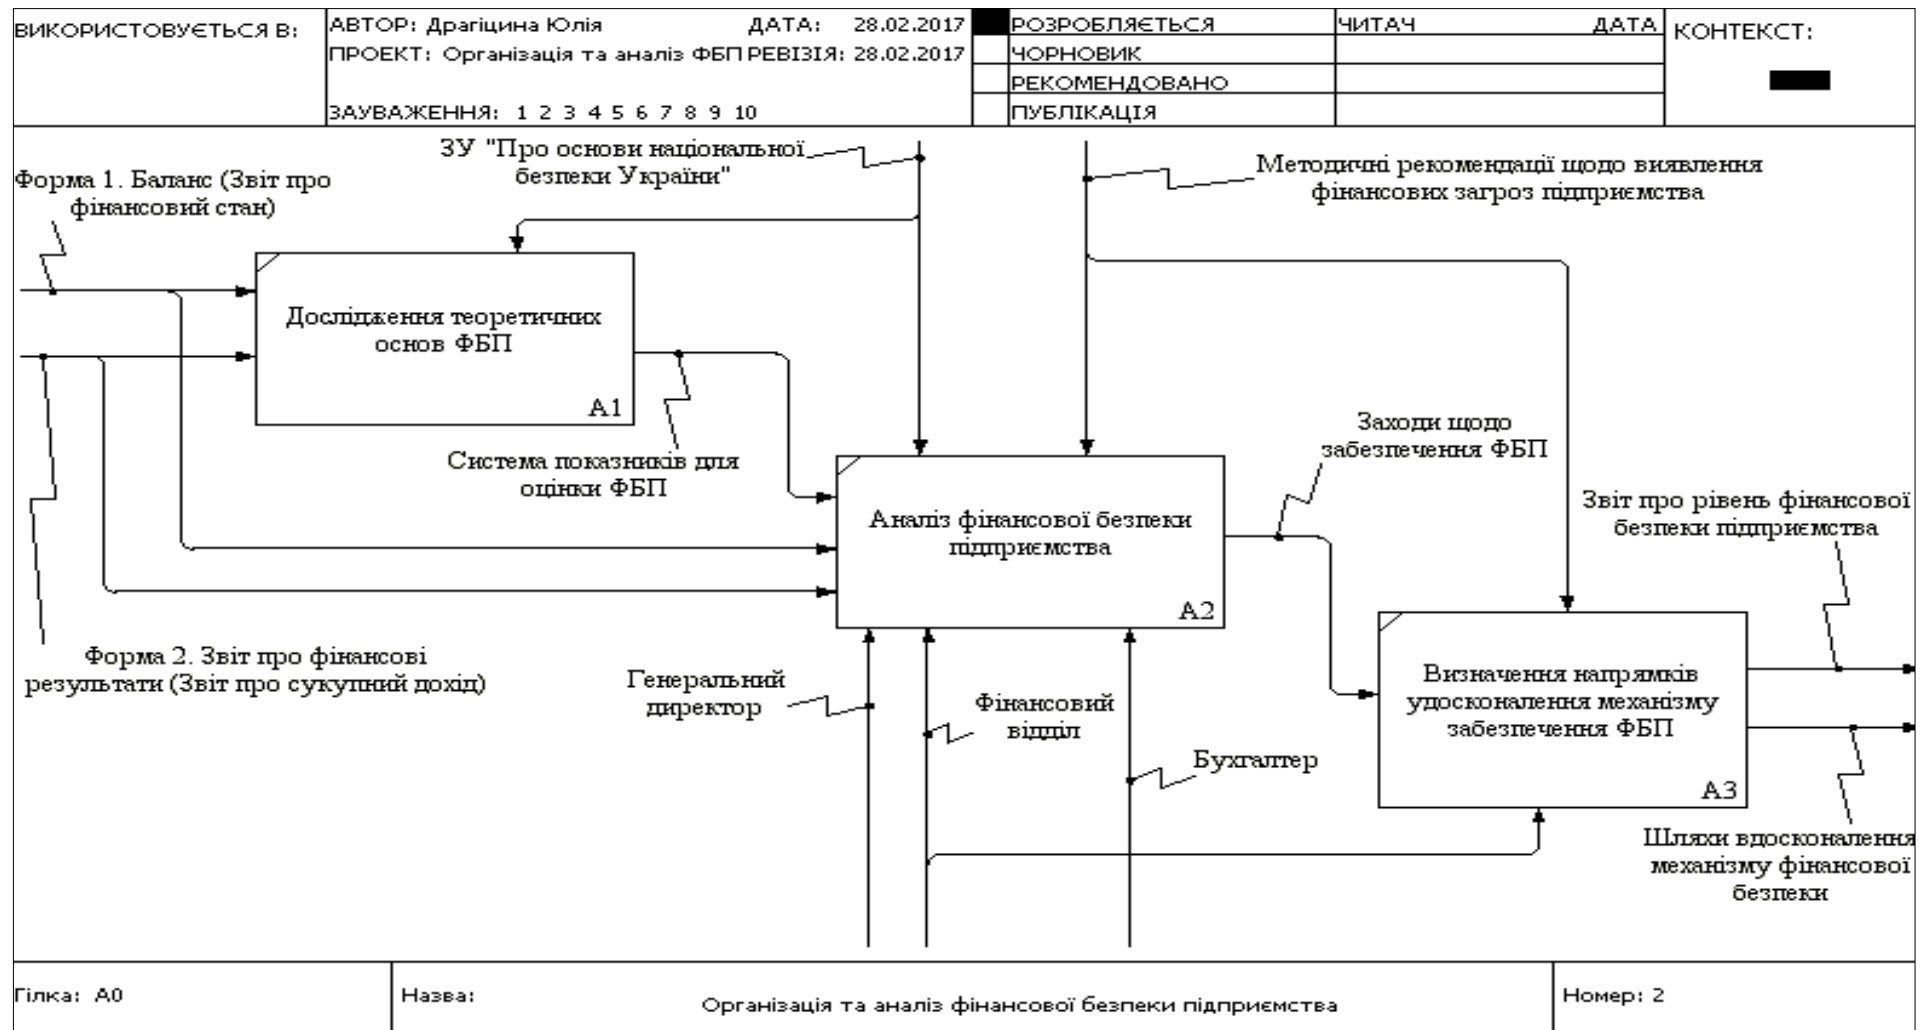 ВИКОРИСТОВУЄТЬСЯ В:
АВТОР: Драгіцина Юлія ДАТА: 28.02.2017
ПРОЕКТ: Організація та аналіз ФБП РЕВІЗІЯ: 28.02.2017
ЗАУВАЖЕННЯ: 1 2 3 4 5 6 7 8 9 10
РОЗРОБЛЯЄТЬСЯ
ЧОРНОВИК
РЕКОМЕНДОВАНО
ПУБЛІКАЦІЯ
ЧИТАЧ ДАТА
КОНТЕКСТ:
ЗУ "Про основи національної
безпеки України"
Методичні рекомендації щодо виявлення
фінансових загроз підприємства
Форма 1. Баланс (Звіт про
фінансовий стан)
Дослідження теоретичних
основ ФБП
А1
Система показників для
оцінки ФБП
Заходи щодо
забезпечення ФБП
Аналіз фінансової безпеки
підприємства
А2
Звіт про рівень фінансової
безпеки підприємства
Форма 2. Звіт про фінансові
результати (Звіт про сукупний дохід)
Генеральний
директор
Фінансовий
відділ
Бухгалтер
Визначення напрямків
удосконалення механізму
забезпечення ФБП
А3
Шляхи вдосконалення
механізму фінансової
безпеки
Гілка: А0
Назва:
Організація та аналіз фінансової безпеки підприємства
Номер: 2